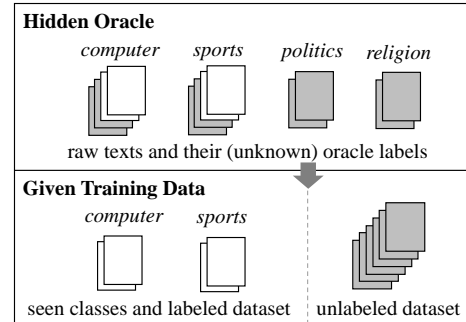 Hidden Oracle
computer sports politics religion
raw texts and their (unknown) oracle labels
Given Training Data
computer sports
seen classes and labeled dataset unlabeled dataset